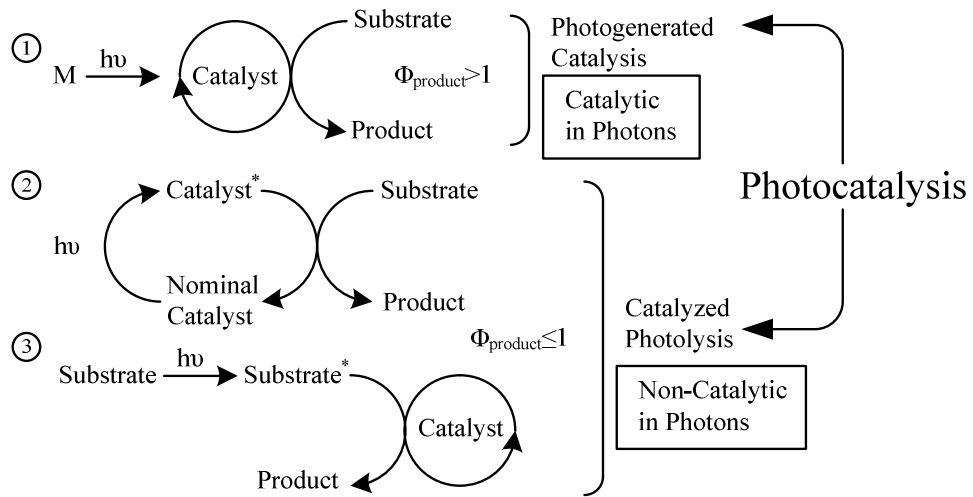 ①
M
hυ
Catalyst
Substrate
Φproduct>1
Product
Photogenerated
Catalysis
Catalytic
in Photons
②
hυ
Catalyst*
Nominal
Catalyst
Substrate
Product
Photocatalysis
Φproduct≤1
Catalyzed
Photolysis
Non-Catalytic
in Photons
③
Substrate
hυ
Substrate*
Catalyst
Product